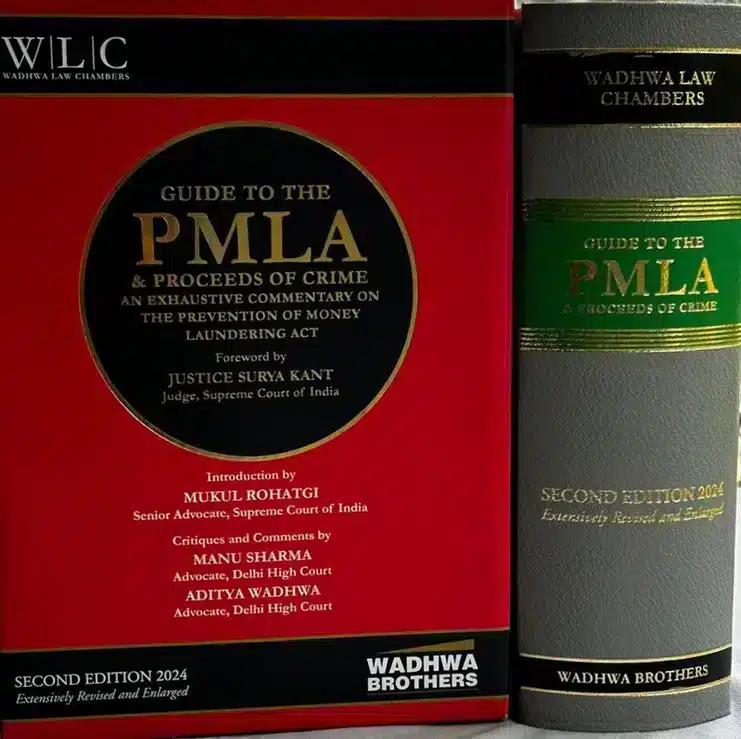 W|L|C
WADHWA LAW CHAMBERS
GUIDE TO THE
PMLA
& PROCEEDS OF CRIME
AN EXHAUSTIVE COMMENTARY ON
THE PREVENTION OF MONEY
LAUNDERING ACT
Foreword by
JUSTICE SURYA KANT
Judge, Supreme Court of India
Introduction by
MUKUL ROHATGI
Senior Advocate, Supreme Court of India
Critiques and Comments by
MANU SHARMA
Advocate, Delhi High Court
ADITYA WADHWA
Advocate, Delhi High Court
SECOND EDITION 2024
Extensively Revised and Enlarged
WADHWA
BROTHERS
WADHWA LAW
CHAMBERS
GUIDE TO THE
PMLA
& PROCEEDS OF CRIME
SECOND EDITION 2024
Extensively Revised and Enlarged
WADHWA BROTHERS